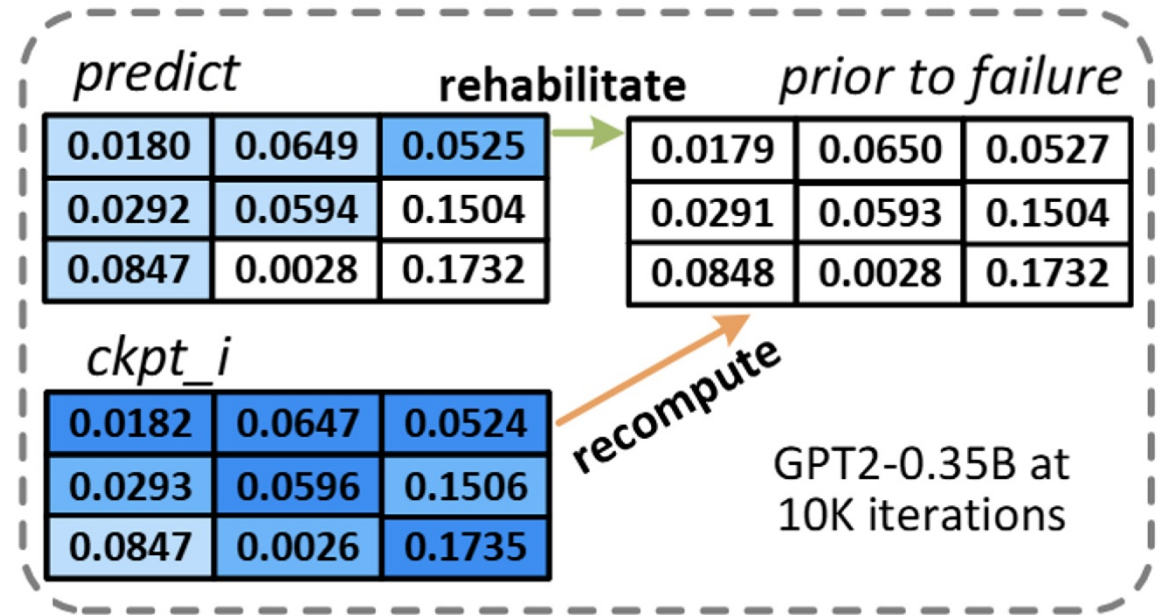 predict
rehabilitate
prior to failure
0.0180 0.0649 0.0525
0.0292 0.0594 0.1504
0.0847 0.0028 0.1732
0.0179 0.0650 0.0527
0.0291 0.0593 0.1504
0.0848 0.0028 0.1732
ckpt_i
0.0182 0.0647 0.0524
0.0293 0.0596 0.1506
0.0847 0.0026 0.1735
recompute
GPT2-0.35B at
10K iterations